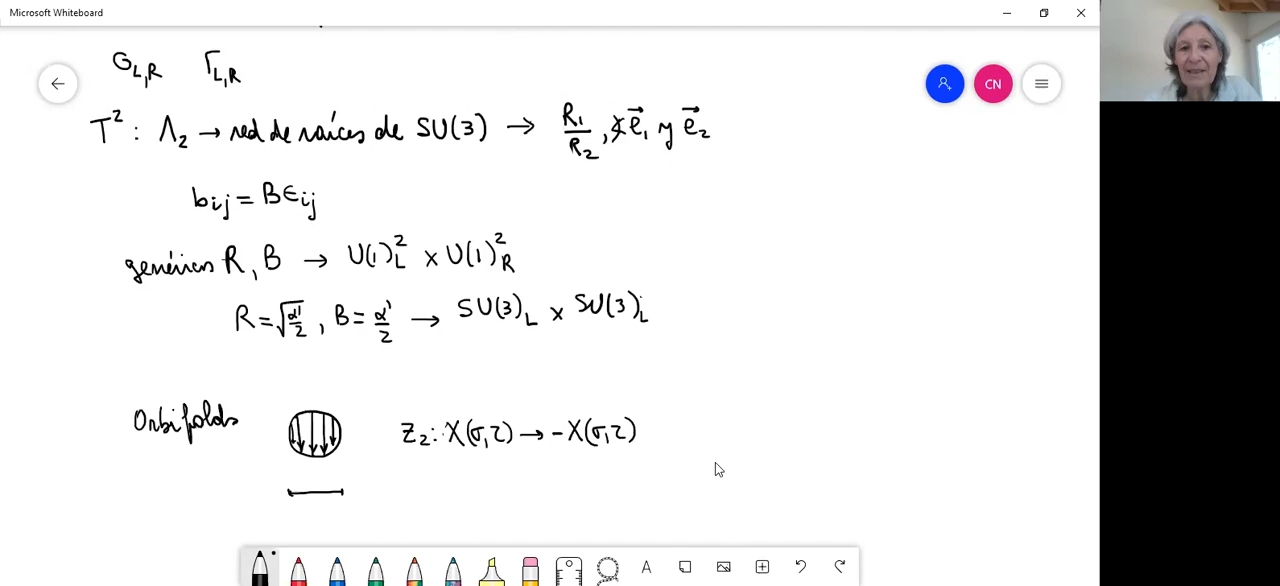 Microsoft Whiteboard
G_{L,R} Γ_{L,R}
CN
T² : Λ₂ → red de raíces de SU(3) → R₁/R₂, ∢ e⃗₁ y e⃗₂
b_{ij} = B ∈_{ij}
genéricos R, B → U(1)²_L × U(1)²_R
R = √(α'/2), B = α'/2 → SU(3)_L × SU(3)_L
Orbifolds Z₂ : X(σ,τ) → -X(σ,τ)
A